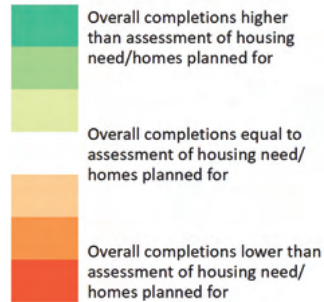 Overall completions higher
than assessment of housing
need/homes planned for
Overall completions equal to
assessment of housing need/
homes planned for
Overall completions lower than
assessment of housing need/
homes planned for